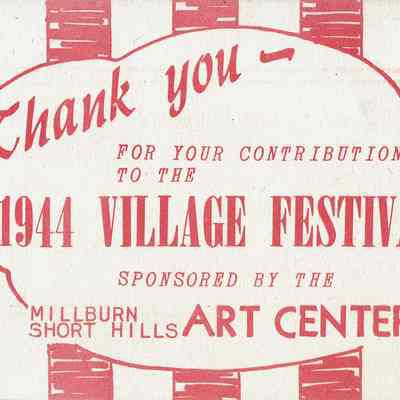 Thank you —
FOR YOUR CONTRIBUTION
TO THE
1944 VILLAGE FESTIVA
SPONSORED BY THE
MILLBURN
SHORT HILLS ART CENTER